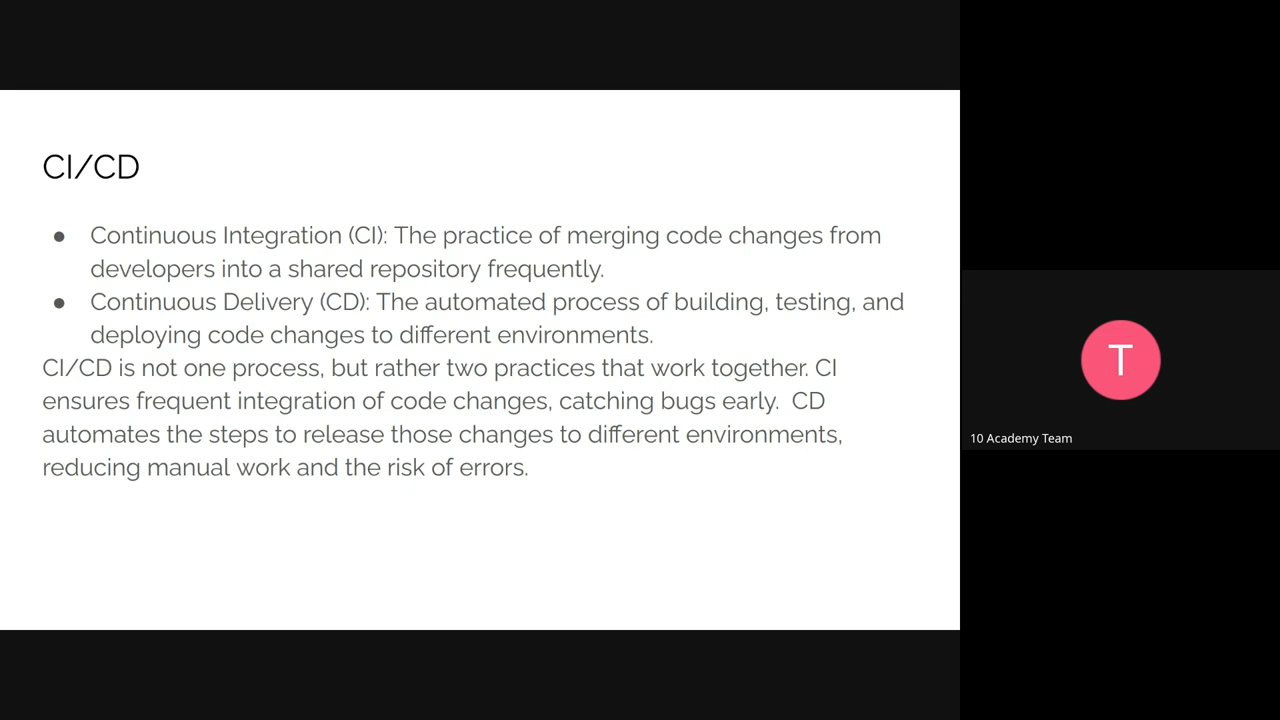 CI/CD
● Continuous Integration (CI): The practice of merging code changes from
developers into a shared repository frequently.
● Continuous Delivery (CD): The automated process of building, testing, and
deploying code changes to different environments.
CI/CD is not one process, but rather two practices that work together. CI
ensures frequent integration of code changes, catching bugs early.  CD
automates the steps to release those changes to different environments,
reducing manual work and the risk of errors.
T
10 Academy Team